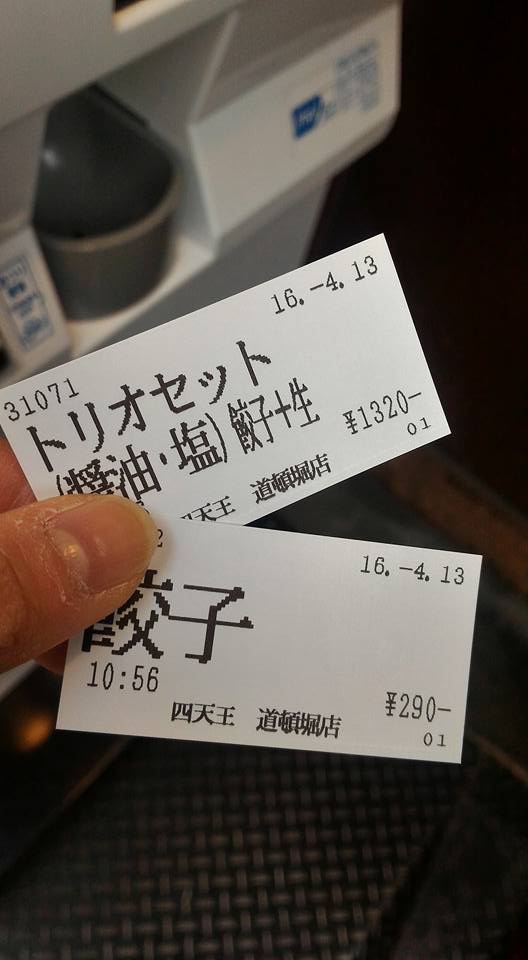 16.-4.13
31071
トリオセット
(醤油・塩)餃子+生
¥1320-
01
四天王 道頓堀店
16.-4.13
餃子
10:56
¥290-
四天王 道頓堀店
01